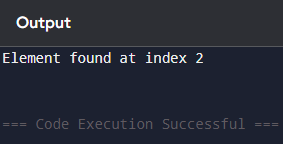 Output
Element found at index 2
=== Code Execution Successful ===